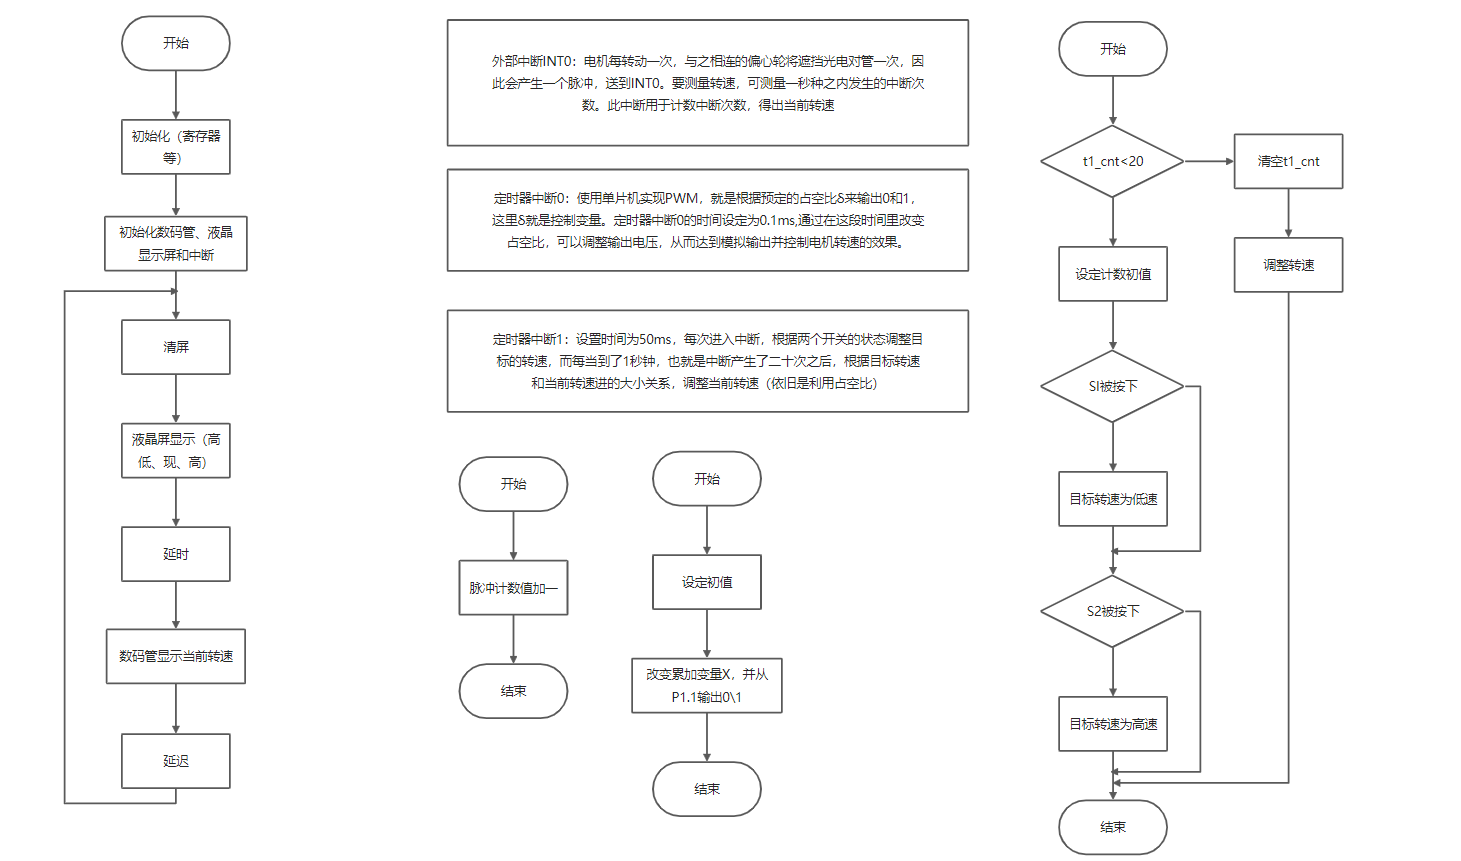 开始
初始化（寄存器
等）
初始化数码管、液晶
显示屏和中断
清屏
液晶屏显示（高
低、现、高）
延时
数码管显示当前转速
延迟
外部中断INT0：电机每转动一次，与之相连的偏心轮将遮挡光电对管一次，因
此会产生一个脉冲，送到INT0。要测量转速，可测量一秒种之内发生的中断次
数。此中断用于计数中断次数，得出当前转速
定时器中断0：使用单片机实现PWM，就是根据预定的占空比δ来输出0和1，
这里δ就是控制变量。定时器中断0的时间设定为0.1ms,通过在这段时间里改变
占空比，可以调整输出电压，从而达到模拟输出并控制电机转速的效果。
定时器中断1：设置时间为50ms，每次进入中断，根据两个开关的状态调整目
标的转速，而每当到了1秒钟，也就是中断产生了二十次之后，根据目标转速
和当前转速进的大小关系，调整当前转速（依旧是利用占空比）
开始
脉冲计数值加一
结束
开始
设定初值
改变累加变量X，并从
P1.1输出0\1
结束
开始
t1_cnt<20
清空t1_cnt
设定计数初值
调整转速
SI被按下
目标转速为低速
S2被按下
目标转速为高速
结束